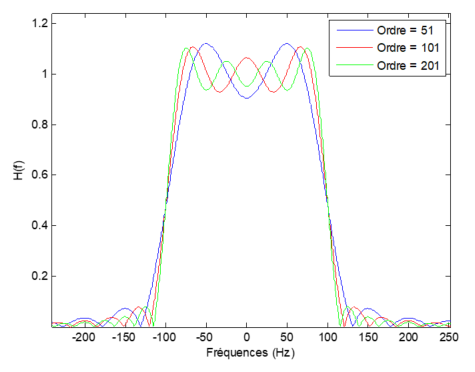 1.2
1
0.8
0.6
0.4
0.2
H(f)
Ordre = 51
Ordre = 101
Ordre = 201
-200 -150 -100 -50 0 50 100 150 200 250
Fréquences (Hz)